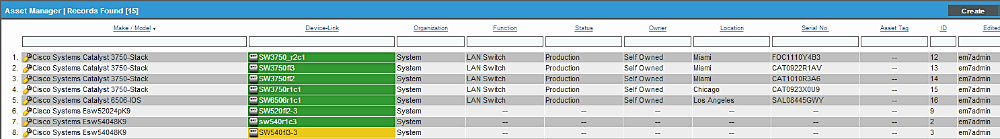 Asset Manager | Records Found [15] Create
Make / Model Device-Link Organization Function Status Owner Location Serial No. Asset Tag ID Edited
1. Cisco Systems Catalyst 3750-Stack SW3750_r2c1 System LAN Switch Production Self Owned Miami FOC1110Y4B3 -- 12 em7admin
2. Cisco Systems Catalyst 3750-Stack SW3750fl3 System LAN Switch Production Self Owned Miami CAT0922R1AV -- 13 em7admin
3. Cisco Systems Catalyst 3750-Stack SW3750fl2 System LAN Switch Production Self Owned Miami CAT1010R3A6 -- 14 em7admin
4. Cisco Systems Catalyst 3750-Stack SW3750r1c1 System LAN Switch Production Self Owned Chicago CAT0923X0U9 -- 15 em7admin
5. Cisco Systems Catalyst 6506-IOS SW6506r1c1 System LAN Switch Production Self Owned Los Angeles SAL08445GWY -- 16 em7admin
6. Cisco Systems Esw52024pK9 SW520fl2-3 System -- -- -- -- -- -- 9 em7admin
7. Cisco Systems Esw54048K9 sw540r1c3 System -- -- -- -- -- -- 2 em7admin
8. Cisco Systems Esw54048K9 SW540fl3-3 System -- -- -- -- -- -- 3 em7admin